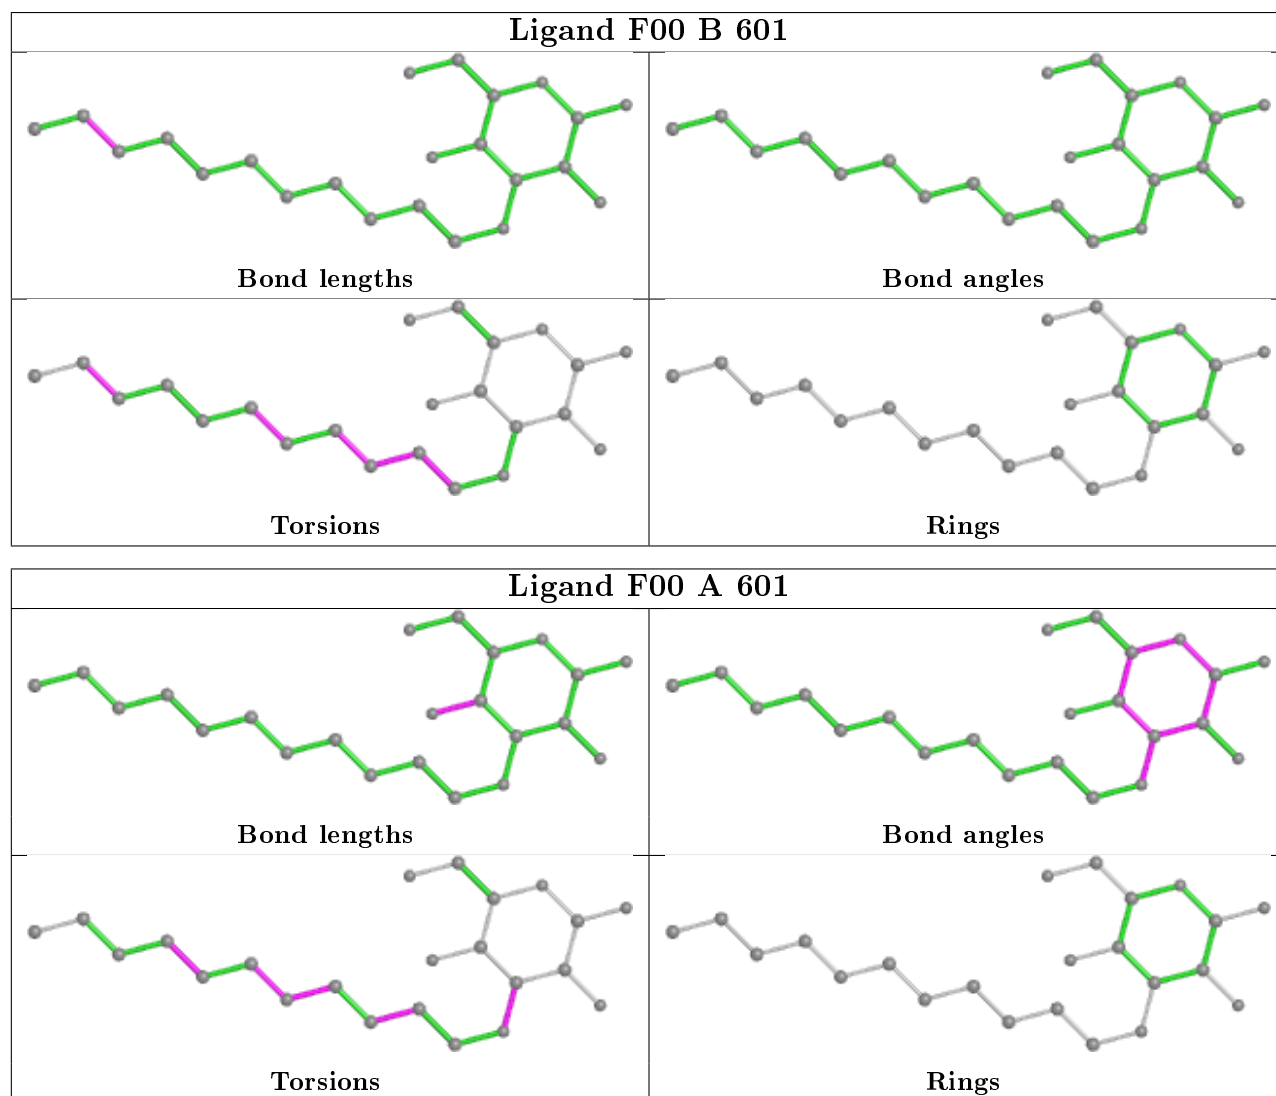 Ligand F00 B 601
Bond lengths
Bond angles
Torsions
Rings
Ligand F00 A 601
Bond lengths
Bond angles
Torsions
Rings